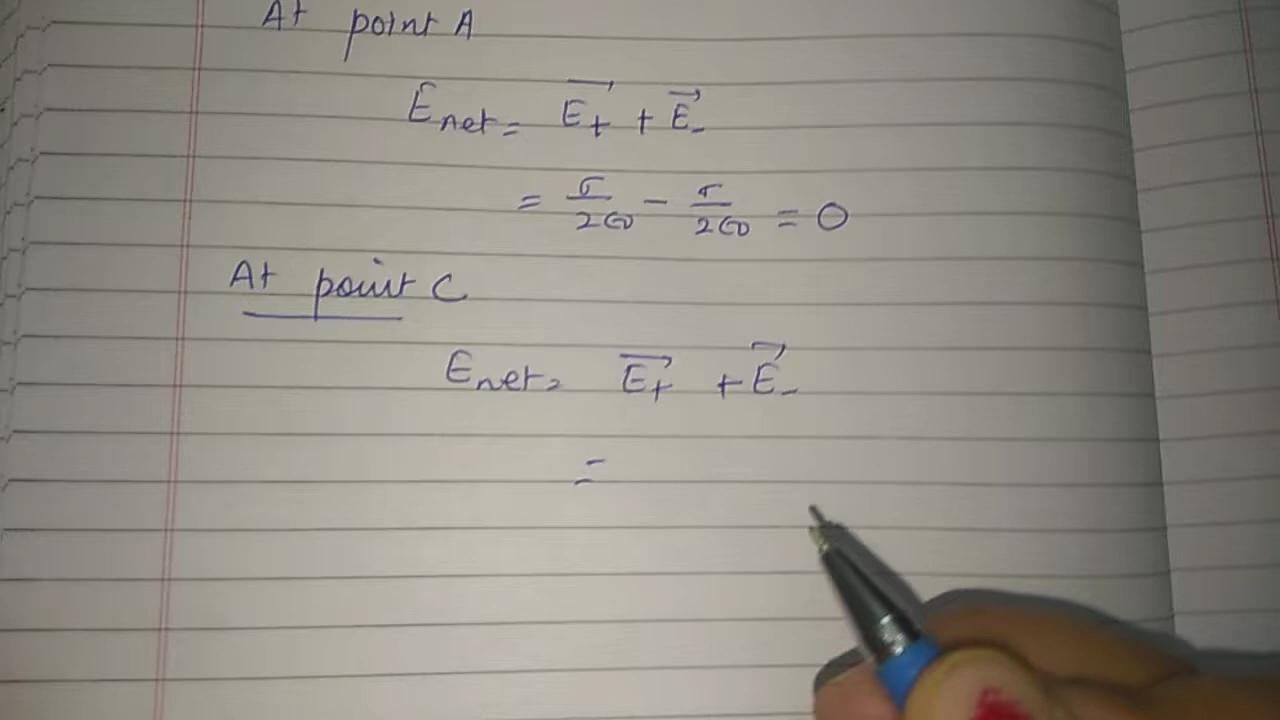 At point A
Enet = E₊ + E₋
= σ/2ϵ₀ - σ/2ϵ₀ = 0
At point C
Enet = E₊ + E₋
=